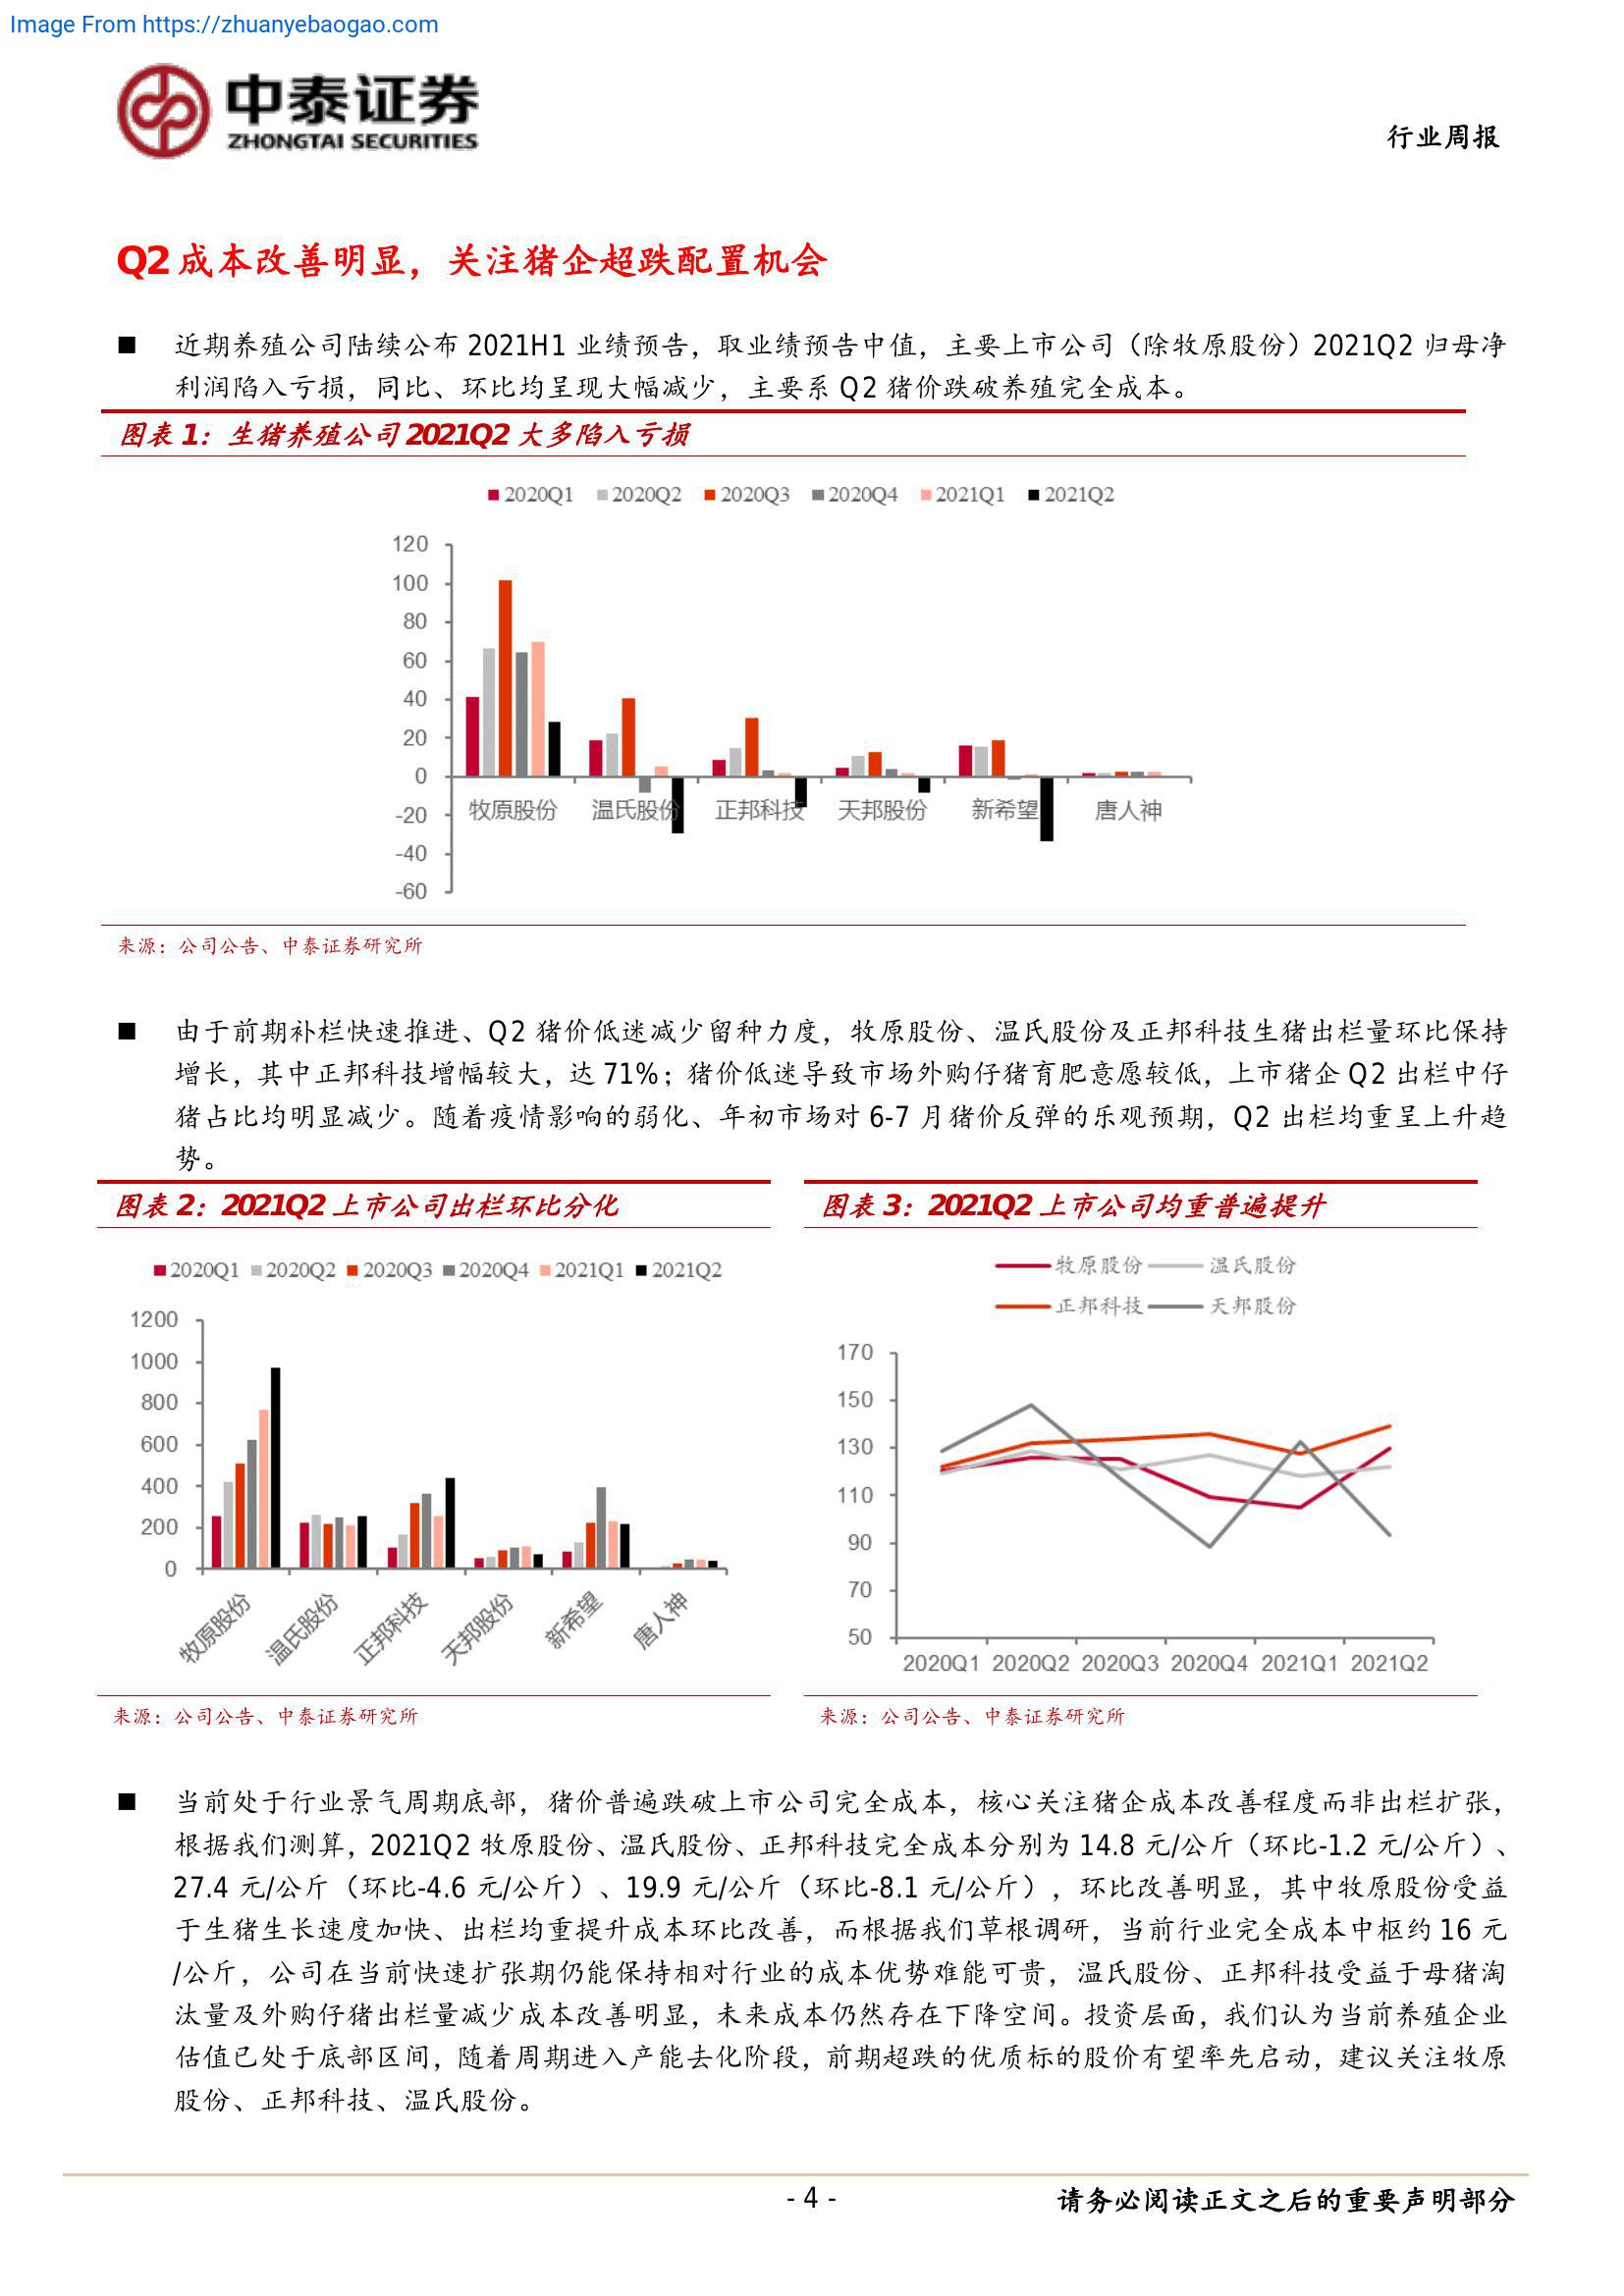 Image From https://zhuanyebaogao.com
中泰证券
ZHONGTAI SECURITIES
行业周报
Q2 成本改善明显，关注猪企超跌配置机会
■ 近期养殖公司陆续公布 2021H1 业绩预告，取业绩预告中值，主要上市公司（除牧原股份）2021Q2 归母净
利润陷入亏损，同比、环比均呈现大幅减少，主要系 Q2 猪价跌破养殖完全成本。
图表 1：生猪养殖公司 2021Q2 大多陷入亏损
2020Q1 2020Q2 2020Q3 2020Q4 2021Q1 2021Q2
120
100
80
60
40
20
0
-20
-40
-60
牧原股份 温氏股份 正邦科技 天邦股份 新希望 唐人神
来源：公司公告、中泰证券研究所
■ 由于前期补栏快速推进、Q2 猪价低迷减少留种力度，牧原股份、温氏股份及正邦科技生猪出栏量环比保持
增长，其中正邦科技增幅较大，达 71%；猪价低迷导致市场外购仔猪育肥意愿较低，上市猪企 Q2 出栏中仔
猪占比均明显减少。随着疫情影响的弱化、年初市场对 6-7 月猪价反弹的乐观预期，Q2 出栏均重呈上升趋
势。
图表 2：2021Q2 上市公司出栏环比分化
2020Q1 2020Q2 2020Q3 2020Q4 2021Q1 2021Q2
1200
1000
800
600
400
200
0
牧原股份 温氏股份 正邦科技 天邦股份 新希望 唐人神
来源：公司公告、中泰证券研究所
图表 3：2021Q2 上市公司均重普遍提升
牧原股份 温氏股份
正邦科技 天邦股份
170
150
130
110
90
70
50
2020Q1 2020Q2 2020Q3 2020Q4 2021Q1 2021Q2
来源：公司公告、中泰证券研究所
■ 当前处于行业景气周期底部，猪价普遍跌破上市公司完全成本，核心关注猪企成本改善程度而非出栏扩张，
根据我们测算，2021Q2 牧原股份、温氏股份、正邦科技完全成本分别为 14.8 元/公斤（环比-1.2 元/公斤）、
27.4 元/公斤（环比-4.6 元/公斤）、19.9 元/公斤（环比-8.1 元/公斤），环比改善明显，其中牧原股份受益
于生猪生长速度加快、出栏均重提升成本环比改善，而根据我们草根调研，当前行业完全成本中枢约 16 元
/公斤，公司在当前快速扩张期仍能保持相对行业的成本优势难能可贵，温氏股份、正邦科技受益于母猪淘
汰量及外购仔猪出栏量减少成本改善明显，未来成本仍然存在下降空间。投资层面，我们认为当前养殖企业
估值已处于底部区间，随着周期进入产能去化阶段，前期超跌的优质标的股价有望率先启动，建议关注牧原
股份、正邦科技、温氏股份。
- 4 -
请务必阅读正文之后的重要声明部分